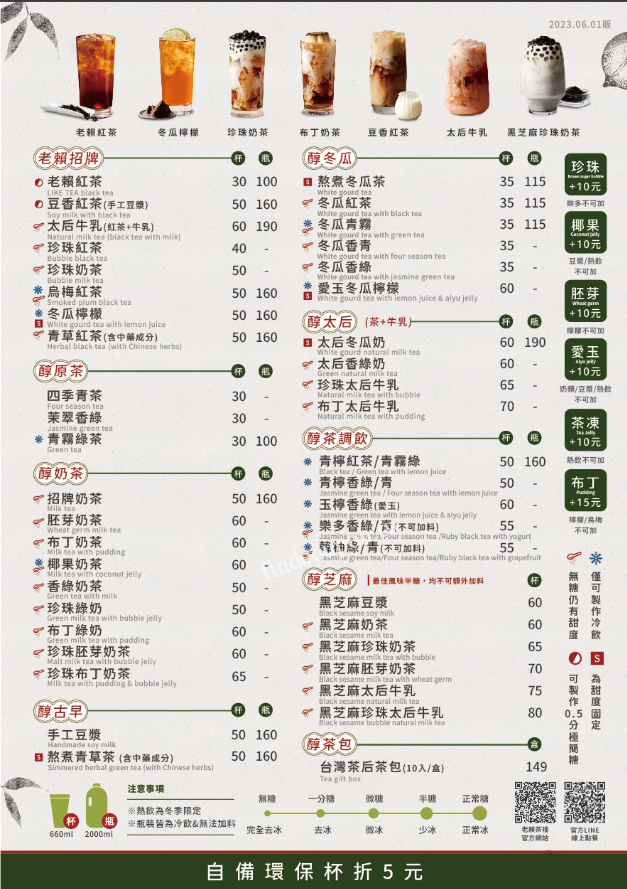 2023.06.01版
老賴紅茶
冬瓜檸檬
珍珠奶茶
布丁奶茶
豆香紅茶
太后牛乳
黑芝麻珍珠奶茶
老賴招牌 杯 瓶
老賴紅茶 30 100
LIKE TEA black tea
豆香紅茶(手工豆漿) 50 160
Soy milk with black tea
太后牛乳(紅茶+牛乳) 60 190
Natural milk tea (black tea with milk)
珍珠紅茶 40 -
Bubble black tea
珍珠奶茶 50 -
Bubble milk tea
烏梅紅茶 50 160
Smoked plum black tea
冬瓜檸檬 50 160
White gourd tea with lemon juice
青草紅茶(含中藥成分) 50 160
Herbal black tea (with Chinese herbs)
醇原茶 杯 瓶
四季青茶 30 -
Four season tea
茉翠香綠 30 -
Jasmine green tea
青霧綠茶 30 100
Green tea
醇奶茶 杯 瓶
招牌奶茶 50 160
Milk tea
胚芽奶茶 60 -
Wheat germ milk tea
布丁奶茶 60 -
Milk tea with pudding
椰果奶茶 60 -
Milk tea with coconut jelly
香綠奶茶 50 -
Green tea with milk
珍珠綠奶 50 -
Green milk tea with bubble jelly
布丁綠奶 60 -
Green milk tea with pudding
珍珠胚芽奶茶 60 -
Malt milk tea with bubble jelly
珍珠布丁奶茶 65 -
Milk tea with pudding & bubble jelly
醇古早 杯 瓶
手工豆漿 50 160
Handmade soy milk
熬煮青草茶 (含中藥成分) 50 160
Simmered herbal green tea (with Chinese herbs)
醇冬瓜 杯 瓶
熬煮冬瓜茶 35 115
White gourd tea
冬瓜紅茶 35 115
White gourd tea with black tea
冬瓜青霧 35 115
White gourd tea with green tea
冬瓜香青 35 -
White gourd tea with four season tea
冬瓜香綠 35 -
White gourd tea with jasmine green tea
愛玉冬瓜檸檬 60 -
White gourd tea with lemon juice & aiyu jelly
醇太后 (茶+牛乳) 杯 瓶
太后冬瓜奶 60 190
White gourd natural milk tea
太后香綠奶 50 -
Green natural milk tea
珍珠太后牛乳 65 -
Natural milk tea with bubble
布丁太后牛乳 70 -
Natural milk tea with pudding
醇茶調飲 杯 瓶
青檸紅茶/青霧綠 50 160
Black tea / Green tea with lemon juice
青檸香綠/青 50 -
Jasmine green tea / Four season tea with lemon juice
玉檸香綠(愛玉) 60 -
Jasmine green tea with lemon juice & aiyu jelly
樂多香綠/青(不可加料) 55 -
Jasmine green tea/Four season tea /Ruby black tea with yogurt
綠/青(不可加料) 55 -
Jasmine green tea/Four season tea/Ruby black tea with grapefruit
醇芝麻 最佳風味半糖,均不可額外加料 杯
黑芝麻豆漿 60
Black sesame soy milk
黑芝麻奶茶 60
Black sesame milk tea
黑芝麻珍珠奶茶 65
Black sesame milk tea with bubble
黑芝麻胚芽奶茶 70
Black sesame milk tea with wheat germ
黑芝麻太后牛乳 75
Black sesame natural milk tea
黑芝麻珍珠太后牛乳 80
Black sesame bubble natural milk tea
醇茶包 盒
台灣茶后茶包(10入/盒) 149
Tea gift box
珍珠
Brown sugar bubble
+10元
樂多不可加
椰果
Coconut jelly
+10元
豆漿/熱飲
不可加
胚芽
Wheat germ
+10元
檸檬不可加
愛玉
Aiyu jelly
+10元
奶類/豆漿/熱飲
不可加
茶凍
Tea Jelly
+10元
熱飲不可加
布丁
Pudding
+15元
檸檬/烏梅
不可加
無糖仍有甜度
僅可製作冷飲
可製作0.5分極簡糖
S
為甜度固定
杯 瓶
660ml 2000ml
注意事項
※熱飲為冬季限定
※瓶裝皆為冷飲&無法加料
無糖 一分糖 微糖 半糖 正常糖
完全去冰 去冰 微冰 少冰 正常冰
老賴茶棧
官方網站
官方LINE
線上點餐
自備環保杯折5元